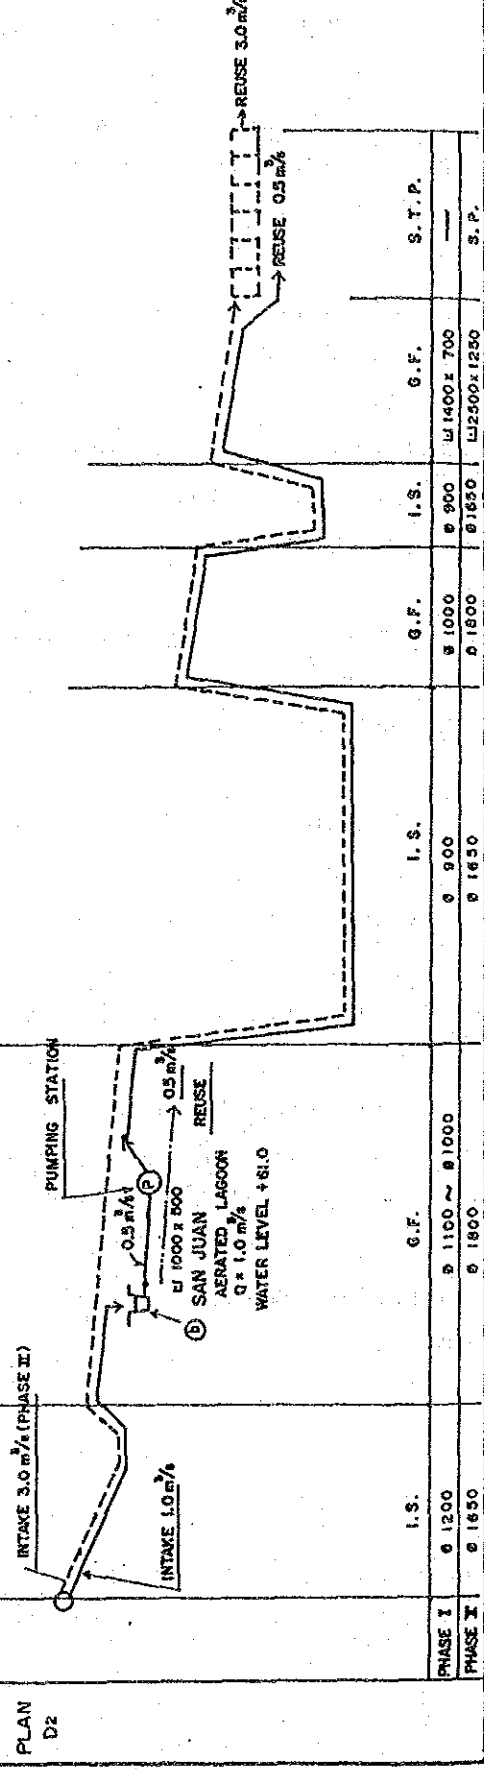 PLAN
D2
INTAKE 3.0 m³/s (PHASE II)
INTAKE 1.0 m³/s
PUMPING STATION
0.5 m³/s
P
⊔ 1000 x 800
0.5 m³/s
REUSE
b SAN JUAN
AERATED LAGOON
Q = 1.0 m³/s
WATER LEVEL +61.0
REUSE 0.5 m³/s
REUSE 3.0 m³/s
I.S. G.F. I.S. G.F. I.S. G.F. S.T.P.
PHASE I ø 1200 ø 1100 ~ ø 1000 ø 900 ø 1000 ø 900 ⊔ 1400 x 700 —
PHASE II ø 1650 ø 1800 ø 1650 ø 1800 ø 1650 ⊔ 2500 x 1250 S.P.